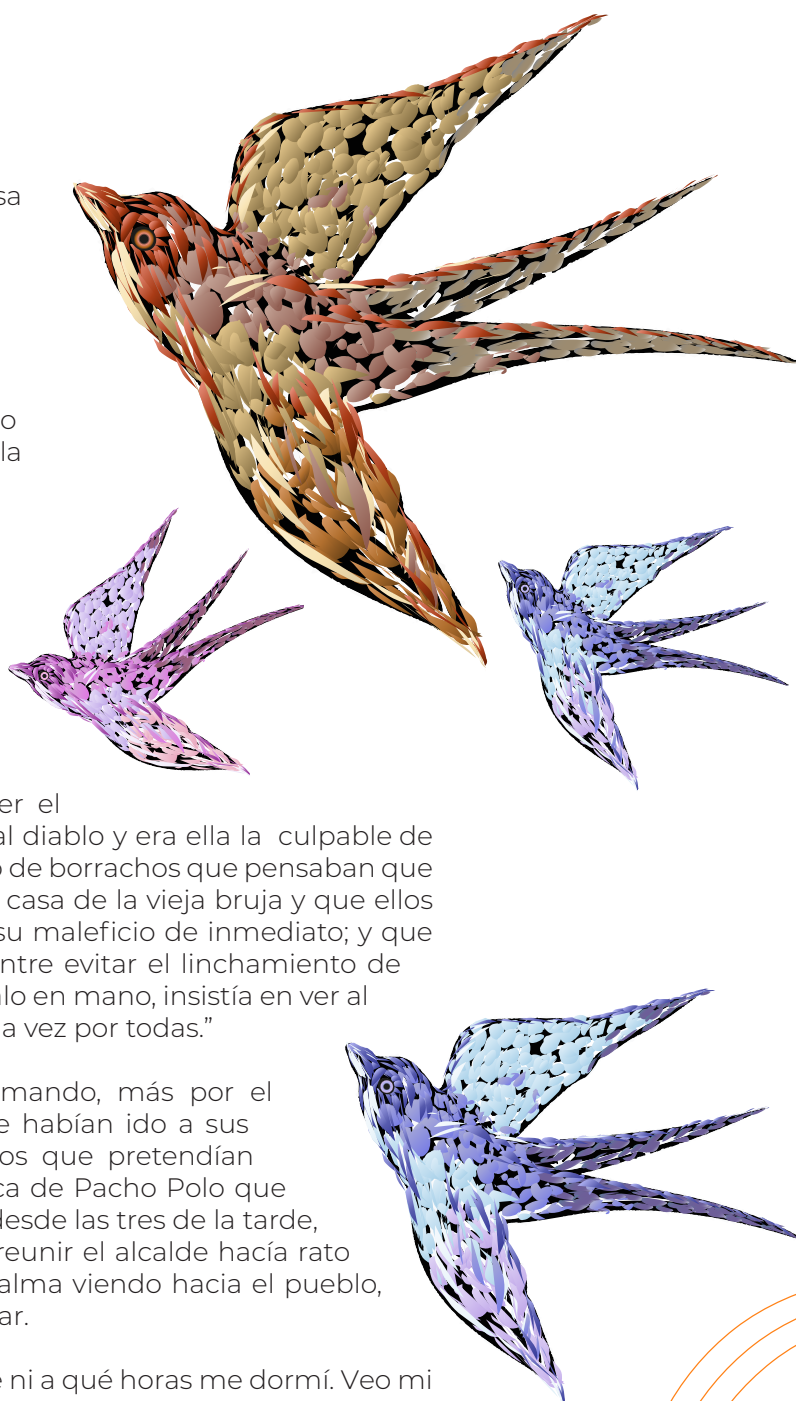 sa
o
la
er el
al diablo y era ella la culpable de
o de borrachos que pensaban que
casa de la vieja bruja y que ellos
su maleficio de inmediato; y que
ntre evitar el linchamiento de
lo en mano, insistía en ver al
a vez por todas.”
mando, más por el
e habían ido a sus
os que pretendían
ca de Pacho Polo que
desde las tres de la tarde,
reunir el alcalde hacía rato
alma viendo hacia el pueblo,
ar.
e ni a qué horas me dormí. Veo mi